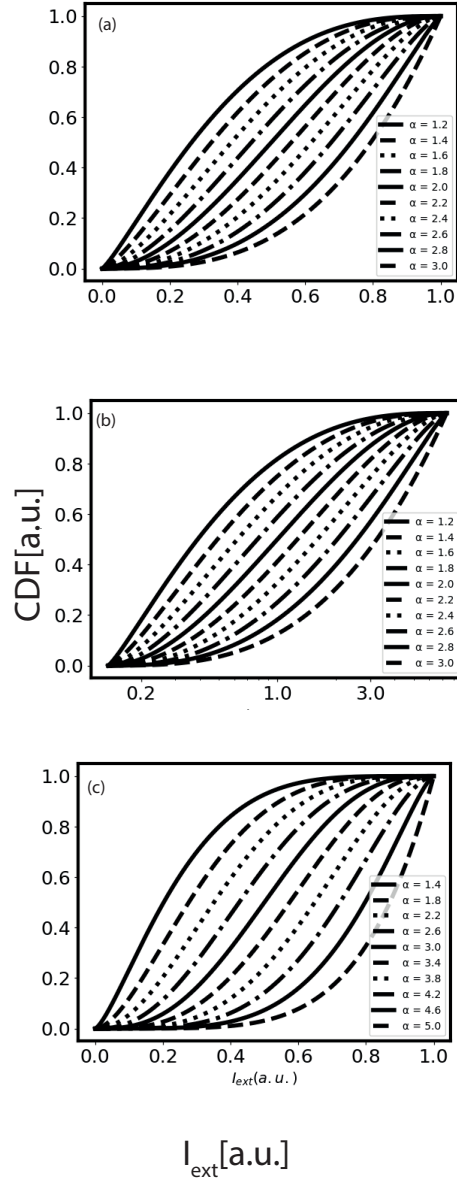 (a)
1.0
0.8
0.6
0.4
0.2
0.0
α = 1.2
α = 1.4
α = 1.6
α = 1.8
α = 2.0
α = 2.2
α = 2.4
α = 2.6
α = 2.8
α = 3.0
0.0 0.2 0.4 0.6 0.8 1.0
CDF[a.u.]
(b)
1.0
0.8
0.6
0.4
0.2
0.0
α = 1.2
α = 1.4
α = 1.6
α = 1.8
α = 2.0
α = 2.2
α = 2.4
α = 2.6
α = 2.8
α = 3.0
0.2 1.0 3.0
(c)
1.0
0.8
0.6
0.4
0.2
0.0
α = 1.4
α = 1.8
α = 2.2
α = 2.6
α = 3.0
α = 3.4
α = 3.8
α = 4.2
α = 4.6
α = 5.0
0.0 0.2 0.4 0.6 0.8 1.0
I_ext(a.u.)
I_ext[a.u.]